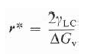 r* = 2γ_LC / ΔG_v